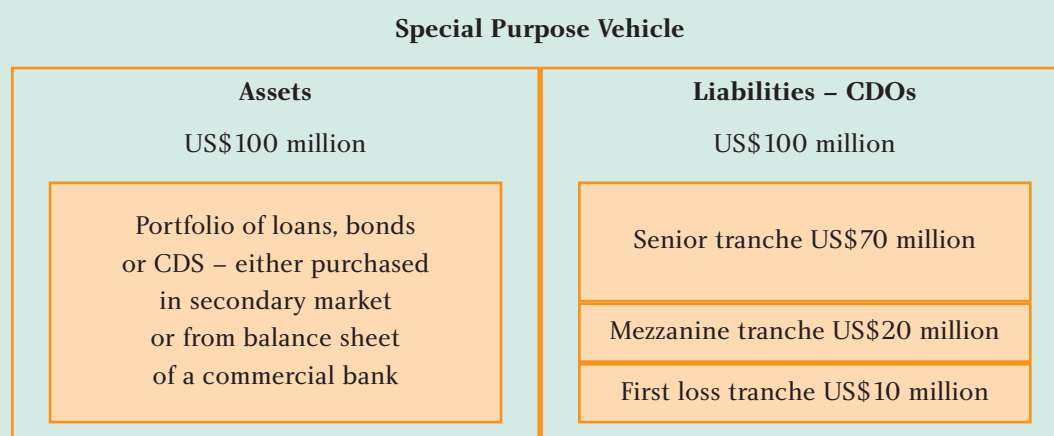 Special Purpose Vehicle
Assets
US$100 million
Portfolio of loans, bonds
or CDS – either purchased
in secondary market
or from balance sheet
of a commercial bank
Liabilities – CDOs
US$100 million
Senior tranche US$70 million
Mezzanine tranche US$20 million
First loss tranche US$10 million